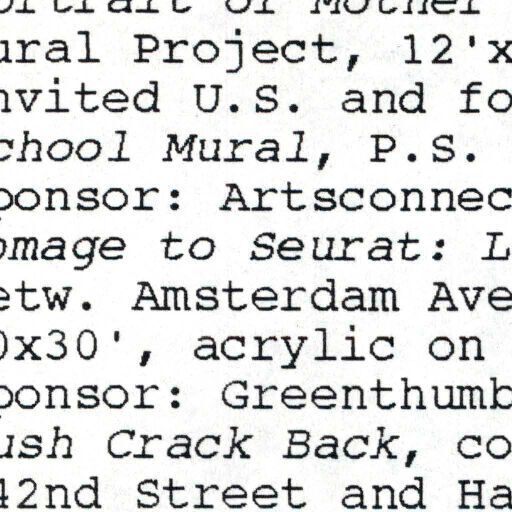 Portrait of Mother
ural Project, 12'x
nvited U.S. and fo
chool Mural, P.S.
ponsor: Artsconnec
omage to Seurat: L
etw. Amsterdam Ave
0x30', acrylic on
ponsor: Greenthumb
ush Crack Back, co
42nd Street and Ha